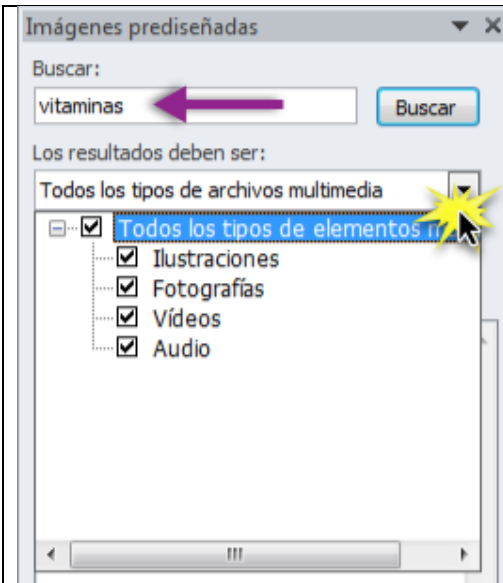 Imágenes prediseñadas
Buscar:
vitaminas
Buscar
Los resultados deben ser:
Todos los tipos de archivos multimedia
Todos los tipos de elementos
Ilustraciones
Fotografías
Vídeos
Audio